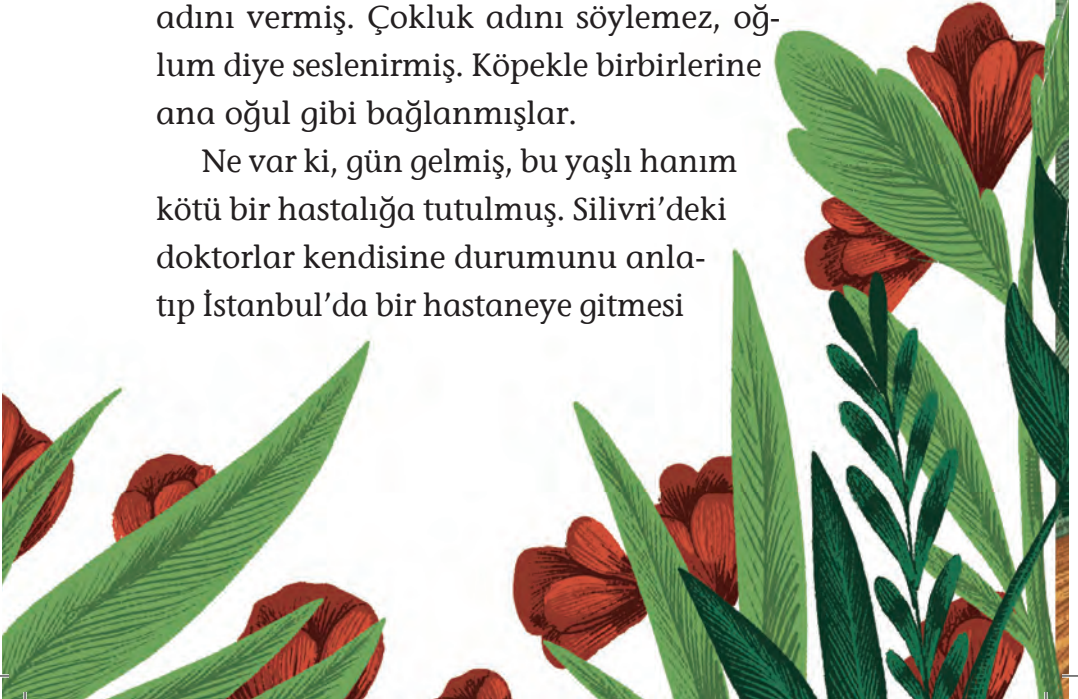 adını vermiş. Çokluk adını söylemez, oğ-
lum diye seslenirmiş. Köpekle birbirlerine
ana oğul gibi bağlanmışlar.
Ne var ki, gün gelmiş, bu yaşlı hanım
kötü bir hastalığa tutulmuş. Silivri’deki
doktorlar kendisine durumunu anla-
tıp İstanbul’da bir hastaneye gitmesi